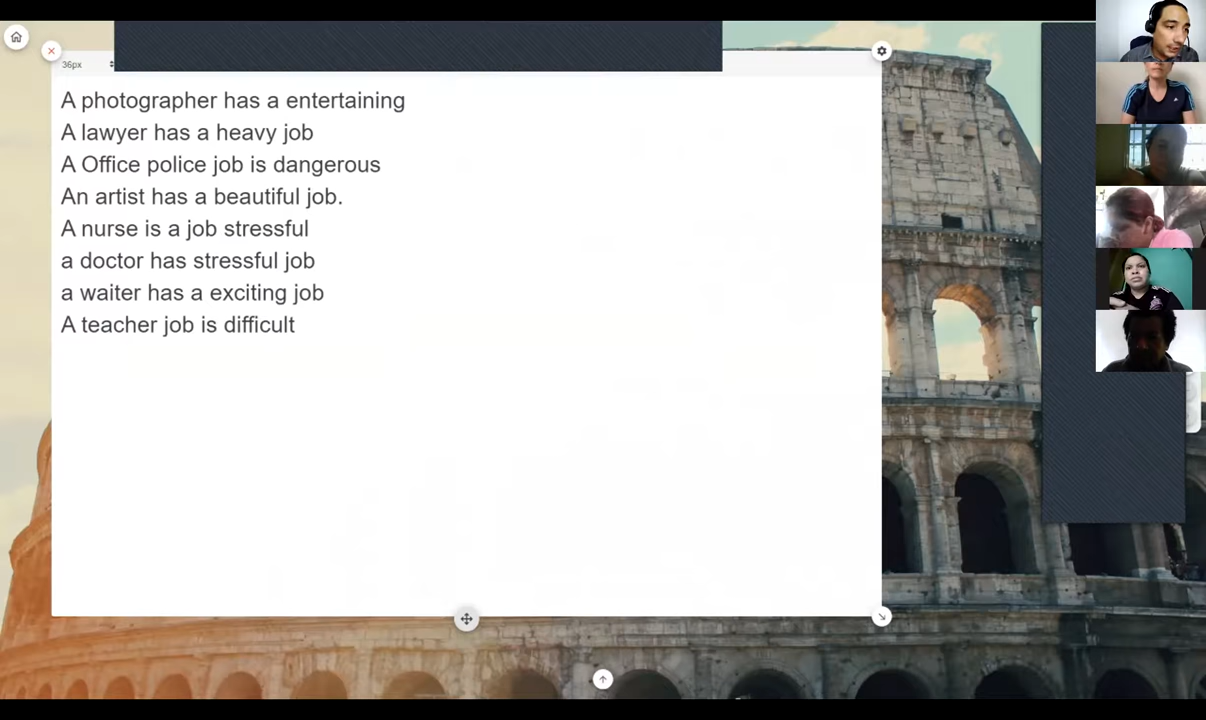 36px
A photographer has a entertaining
A lawyer has a heavy job
A Office police job is dangerous
An artist has a beautiful job.
A nurse is a job stressful
a doctor has stressful job
a waiter has a exciting job
A teacher job is difficult